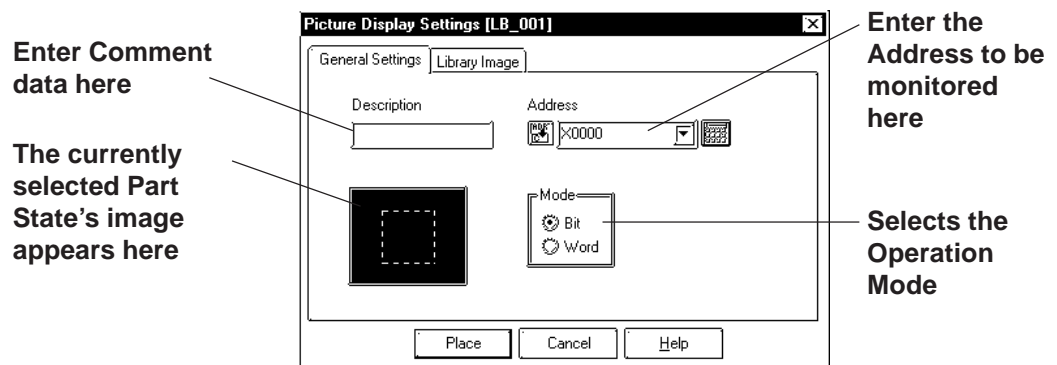 Picture Display Settings [LB_001]
General Settings
Library Image
Enter Comment
data here
Description
Address
X0000
Enter the
Address to be
monitored
here
The currently
selected Part
State's image
appears here
Mode
Bit
Word
Selects the
Operation
Mode
Place
Cancel
Help